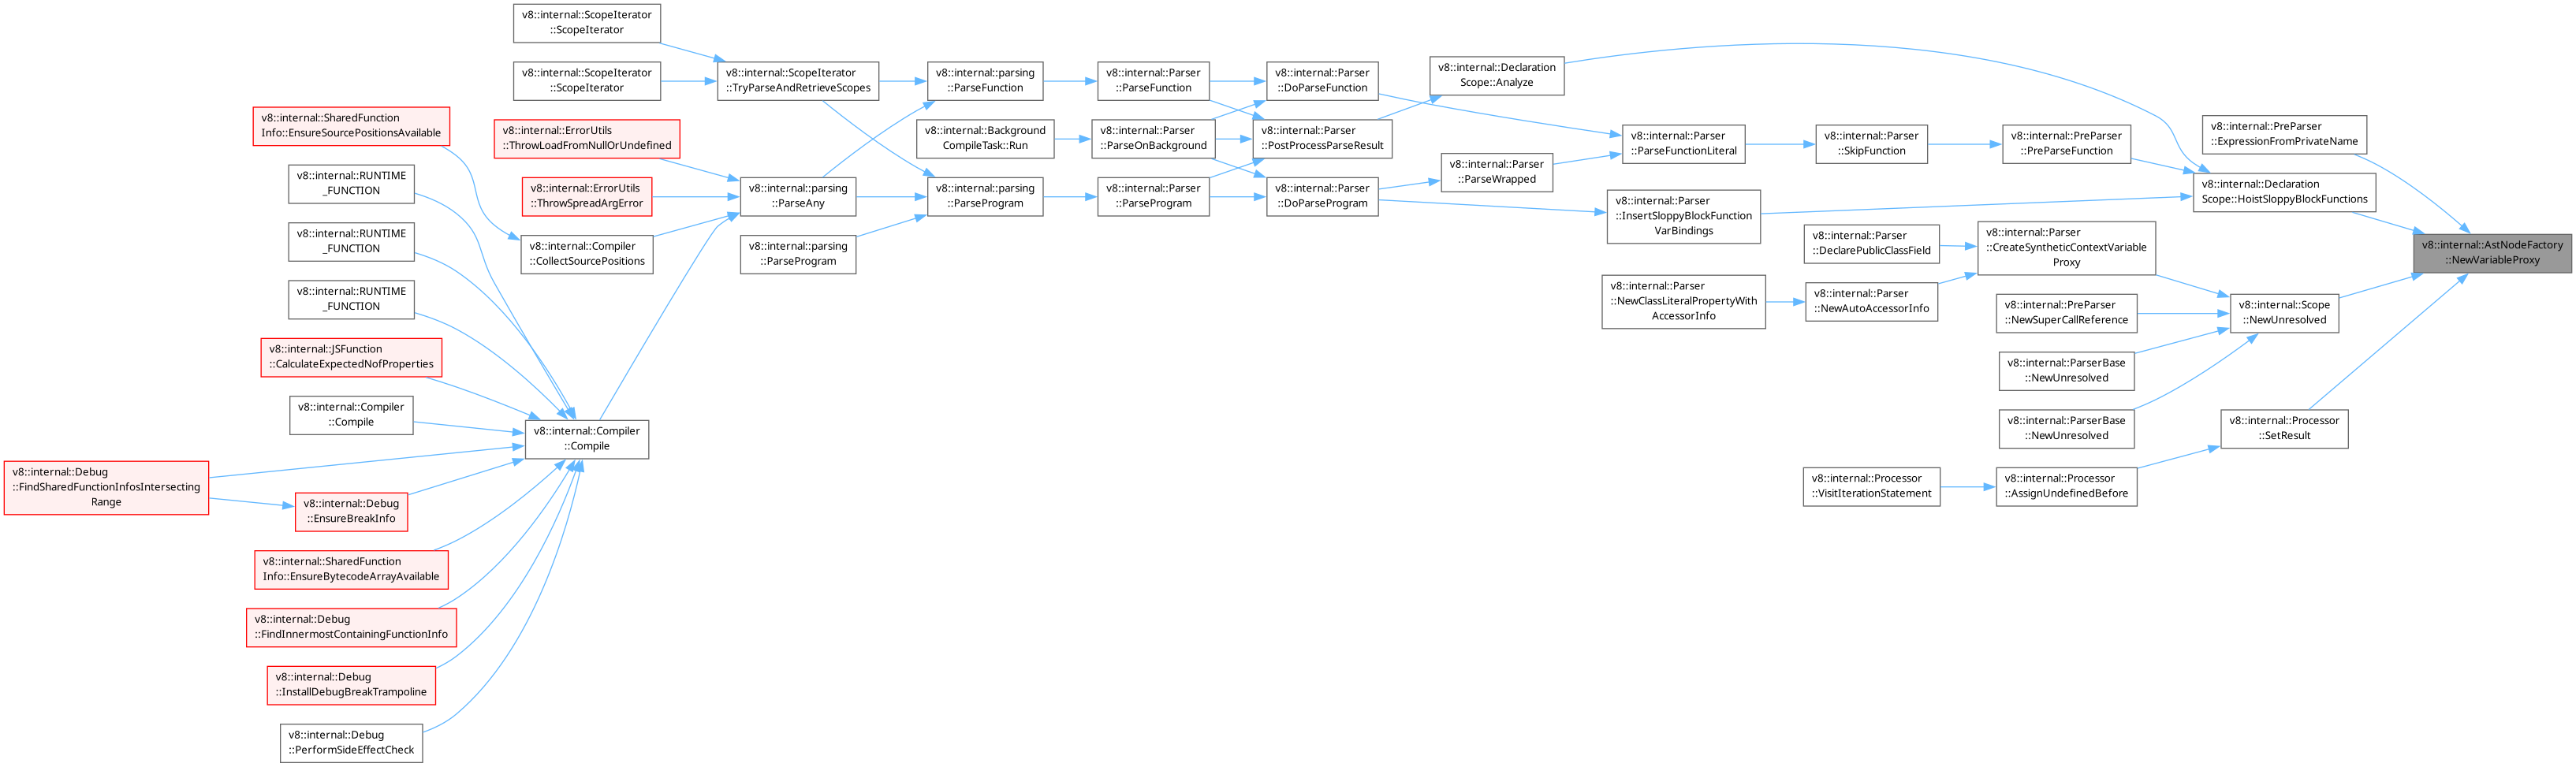 v8::internal::ScopeIterator
::ScopeIterator
v8::internal::ScopeIterator
::ScopeIterator
v8::internal::SharedFunction
Info::EnsureSourcePositionsAvailable
v8::internal::ErrorUtils
::ThrowLoadFromNullOrUndefined
v8::internal::ErrorUtils
::ThrowSpreadArgError
v8::internal::Compiler
::CollectSourcePositions
v8::internal::RUNTIME
_FUNCTION
v8::internal::RUNTIME
_FUNCTION
v8::internal::RUNTIME
_FUNCTION
v8::internal::JSFunction
::CalculateExpectedNofProperties
v8::internal::Compiler
::Compile
v8::internal::Debug
::FindSharedFunctionInfosIntersecting
Range
v8::internal::Debug
::EnsureBreakInfo
v8::internal::SharedFunction
Info::EnsureBytecodeArrayAvailable
v8::internal::Debug
::FindInnermostContainingFunctionInfo
v8::internal::Debug
::InstallDebugBreakTrampoline
v8::internal::Debug
::PerformSideEffectCheck
v8::internal::Compiler
::Compile
v8::internal::ScopeIterator
::TryParseAndRetrieveScopes
v8::internal::parsing
::ParseAny
v8::internal::parsing
::ParseProgram
v8::internal::parsing
::ParseFunction
v8::internal::Background
CompileTask::Run
v8::internal::parsing
::ParseProgram
v8::internal::Parser
::ParseFunction
v8::internal::Parser
::ParseOnBackground
v8::internal::Parser
::ParseProgram
v8::internal::Parser
::DoParseFunction
v8::internal::Parser
::PostProcessParseResult
v8::internal::Parser
::DoParseProgram
v8::internal::Declaration
Scope::Analyze
v8::internal::Parser
::ParseWrapped
v8::internal::Parser
::ParseFunctionLiteral
v8::internal::Parser
::InsertSloppyBlockFunction
VarBindings
v8::internal::Parser
::NewClassLiteralPropertyWith
AccessorInfo
v8::internal::Parser
::SkipFunction
v8::internal::Parser
::DeclarePublicClassField
v8::internal::Parser
::NewAutoAccessorInfo
v8::internal::Processor
::VisitIterationStatement
v8::internal::PreParser
::PreParseFunction
v8::internal::Parser
::CreateSyntheticContextVariable
Proxy
v8::internal::PreParser
::NewSuperCallReference
v8::internal::ParserBase
::NewUnresolved
v8::internal::ParserBase
::NewUnresolved
v8::internal::Processor
::AssignUndefinedBefore
v8::internal::PreParser
::ExpressionFromPrivateName
v8::internal::Declaration
Scope::HoistSloppyBlockFunctions
v8::internal::Scope
::NewUnresolved
v8::internal::Processor
::SetResult
v8::internal::AstNodeFactory
::NewVariableProxy